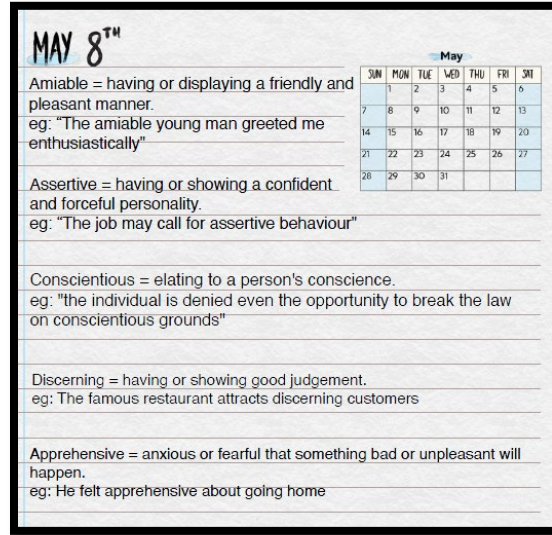 MAY 8TH
May
SUN MON TUE WED THU FRI SAT
1 2 3 4 5 6
7 8 9 10 11 12 13
14 15 16 17 18 19 20
21 22 23 24 25 26 27
28 29 30 31
Amiable = having or displaying a friendly and
pleasant manner.
eg: “The amiable young man greeted me
enthusiastically"
Assertive = having or showing a confident
and forceful personality.
eg: “The job may call for assertive behaviour"
Conscientious = elating to a person's conscience.
eg: "the individual is denied even the opportunity to break the law
on conscientious grounds"
Discerning = having or showing good judgement.
eg: The famous restaurant attracts discerning customers
Apprehensive = anxious or fearful that something bad or unpleasant will
happen.
eg: He felt apprehensive about going home